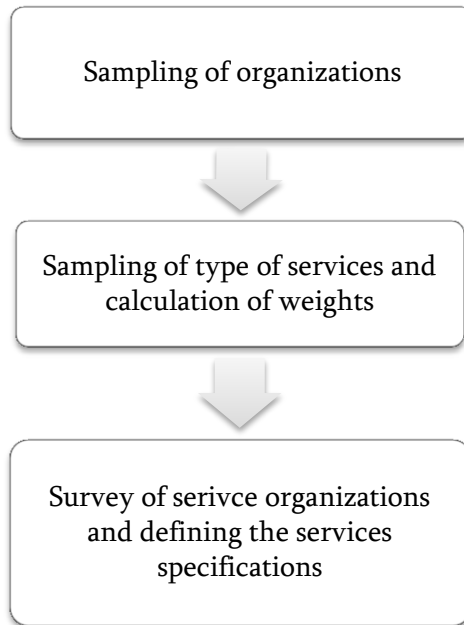 Sampling of organizations
Sampling of type of services and
calculation of weights
Survey of serivce organizations
and defining the services
specifications